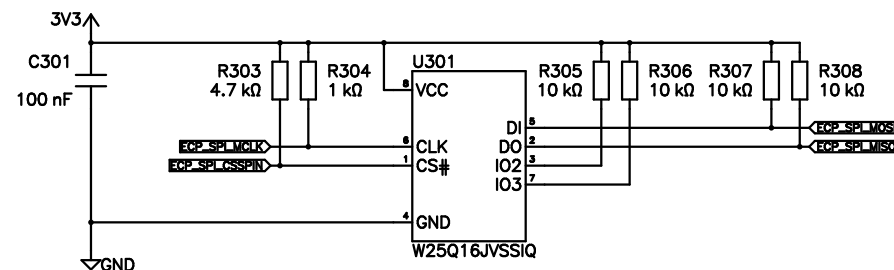 3V3
C301
100 nF
R303
4.7 kΩ
R304
1 kΩ
U301
R305
10 kΩ
R306
10 kΩ
R307
10 kΩ
R308
10 kΩ
8
VCC
DI
5
ECP_SPI_MOS
ECP_SPI_MCLK
6
CLK
DO
2
ECP_SPI_MISO
ECP_SPI_CSSPIN
1
CS#
IO2
3
IO3
7
4
GND
W25Q16JVSSIQ
GND